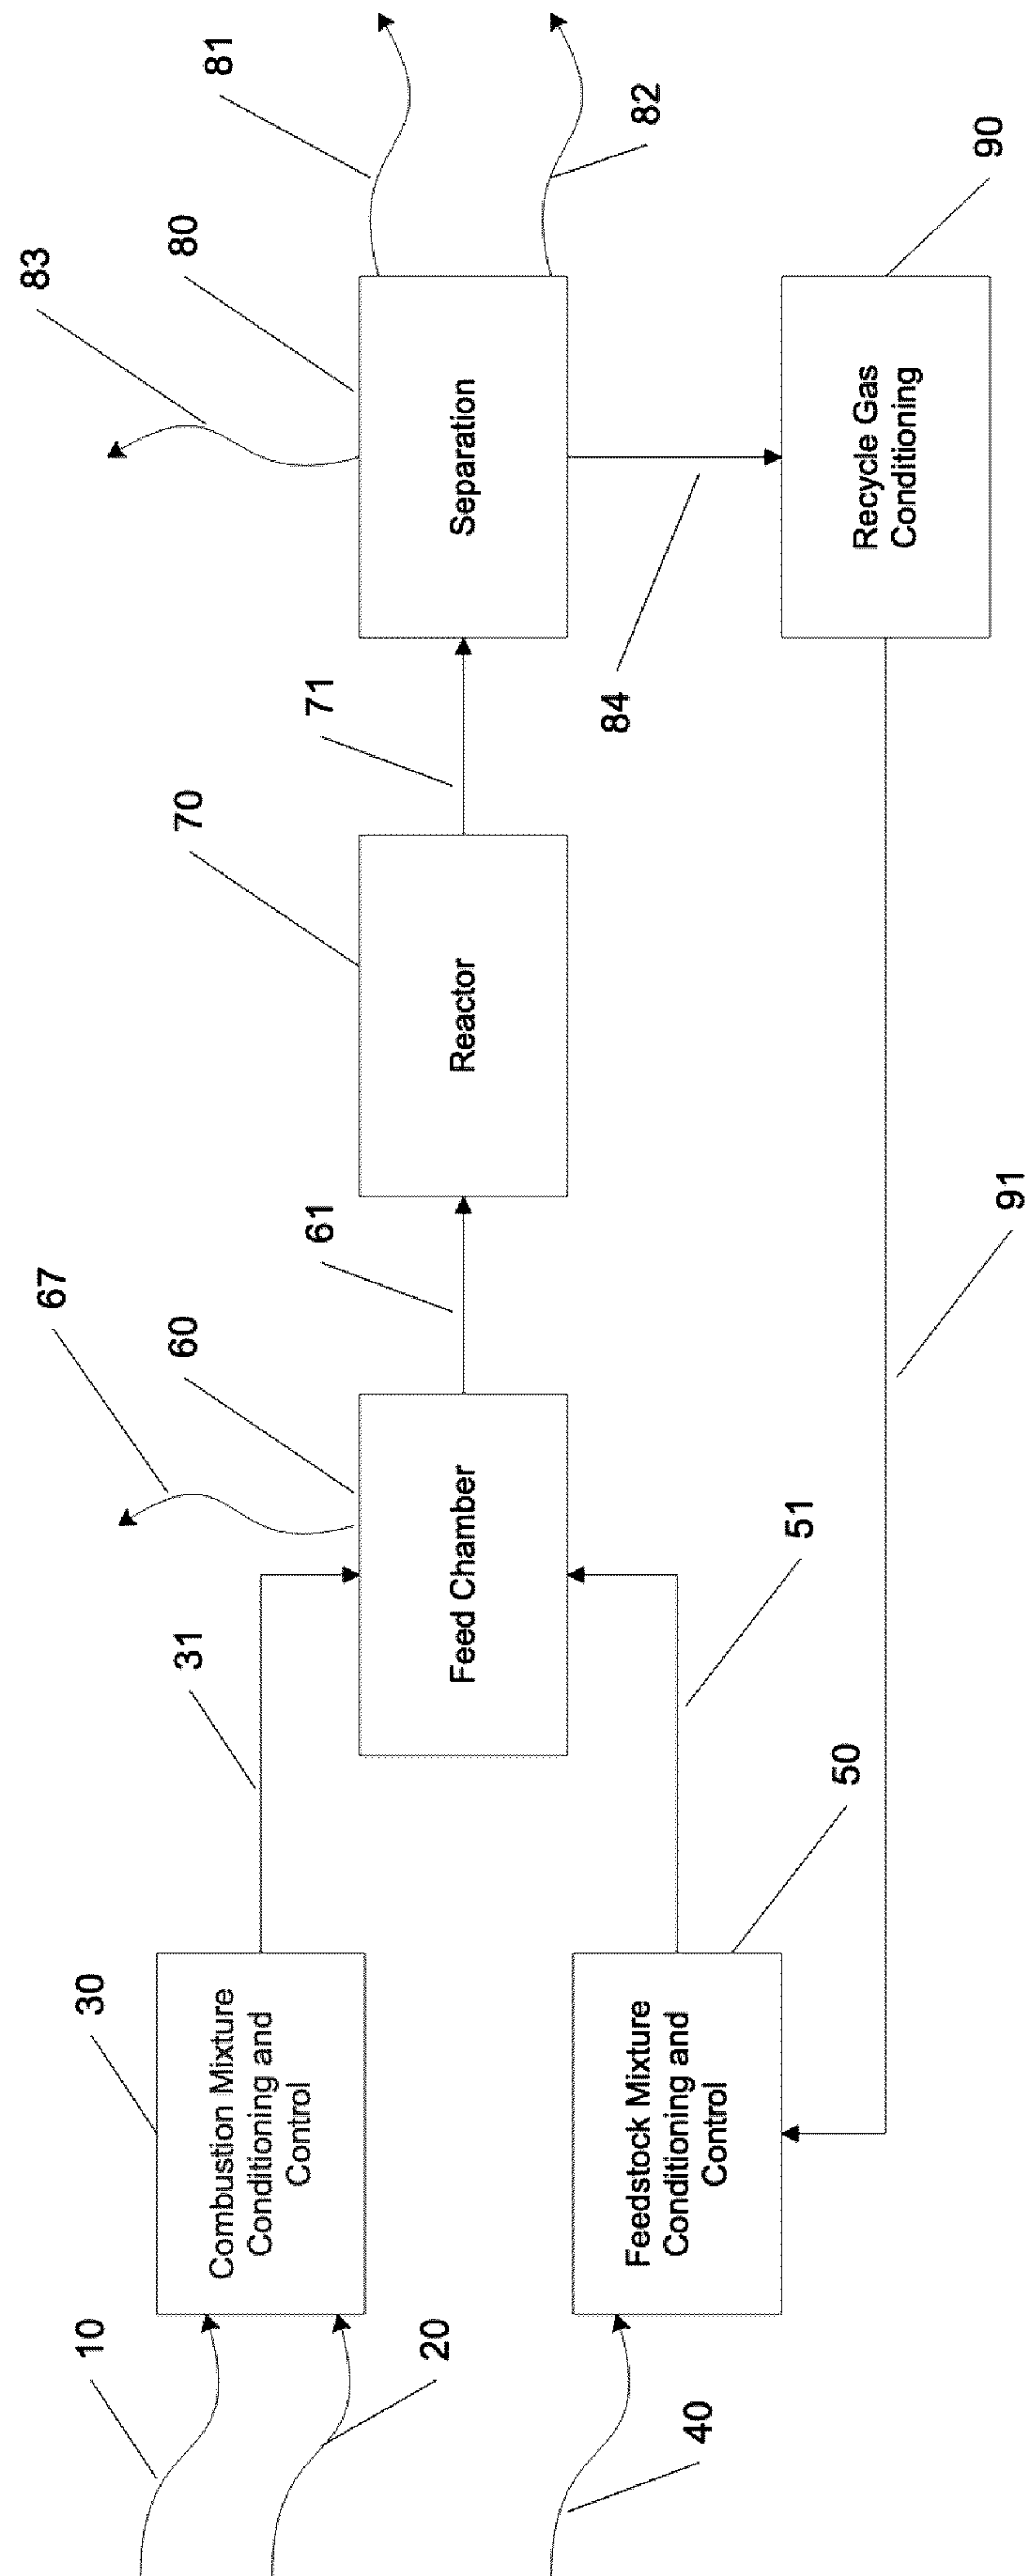 10
20
30
Combustion Mixture
Conditioning and
Control
31
40
Feedstock Mixture
Conditioning and
Control
50
51
67
60
Feed Chamber
61
70
Reactor
71
83
80
81
82
Separation
84
90
Recycle Gas
Conditioning
91